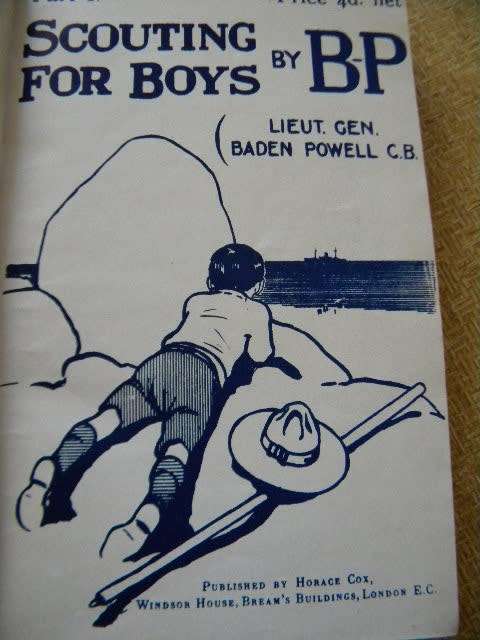 Price 4d. net
SCOUTING FOR BOYS BY B-P
LIEUT. GEN.
BADEN POWELL C.B.
PUBLISHED BY HORACE COX,
WINDSOR HOUSE, BREAM'S BUILDINGS, LONDON E.C.